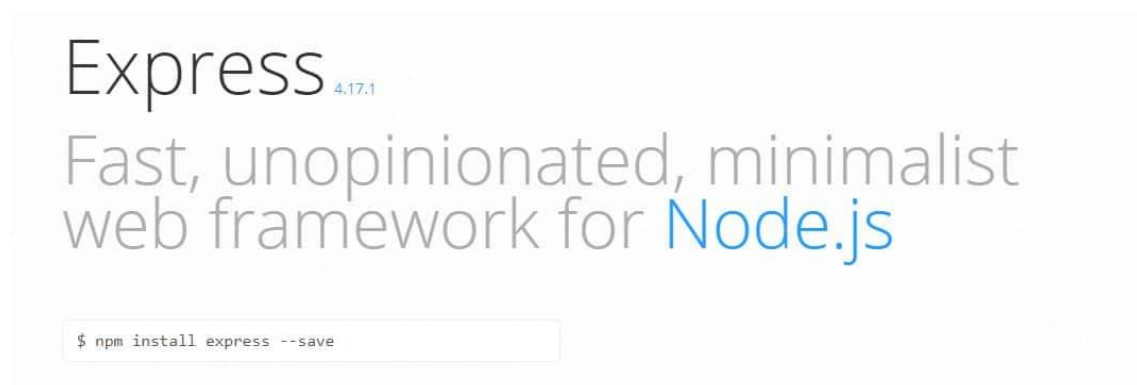 Express 4.17.1
Fast, unopinionated, minimalist
web framework for Node.js
$ npm install express --save